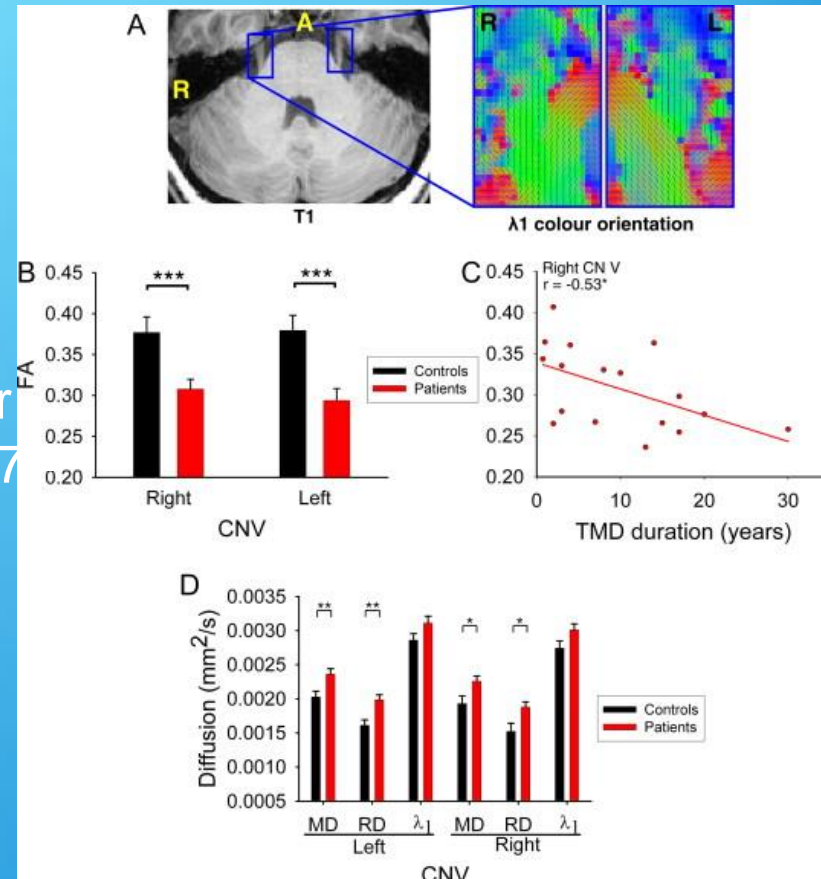 A
A
R
T1
R
L
λ1 colour orientation
r
7
B
0.45
0.40
0.35
0.30
0.25
0.20
FA
***
***
Right
Left
CNV
Controls
Patients
C
0.45
0.40
0.35
0.30
0.25
0.20
Right CN V
r = -0.53*
0
10
20
30
TMD duration (years)
D
0.0035
0.0030
0.0025
0.0020
0.0015
0.0010
0.0005
Diffusion (mm²/s)
**
**
*
*
MD RD λ1 MD RD λ1
Left Right
CNV
Controls
Patients